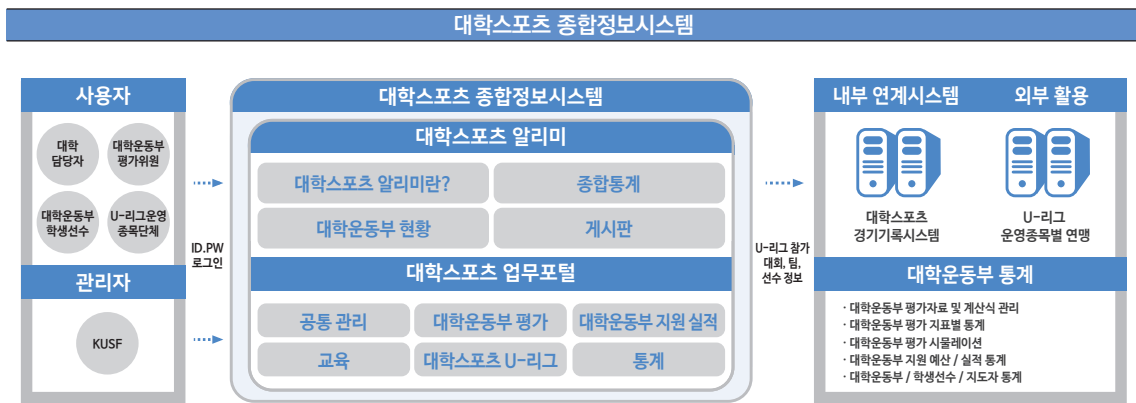 대학스포츠 종합정보시스템
사용자
대학
담당자
대학운동부
평가위원
대학운동부
학생선수
U-리그운영
종목단체
관리자
KUSF
ID.PW
로그인
대학스포츠 종합정보시스템
대학스포츠 알리미
대학스포츠 알리미란?
종합통계
대학운동부 현황
게시판
대학스포츠 업무포털
공통 관리
대학운동부 평가
대학운동부 지원 실적
교육
대학스포츠 U-리그
통계
U-리그 참가
대회, 팀,
선수 정보
내부 연계시스템
외부 활용
대학스포츠
경기기록시스템
U-리그
운영종목별 연맹
대학운동부 통계
· 대학운동부 평가자료 및 계산식 관리
· 대학운동부 평가 지표별 통계
· 대학운동부 평가 시물레이션
· 대학운동부 지원 예산 / 실적 통계
· 대학운동부 / 학생선수 / 지도자 통계